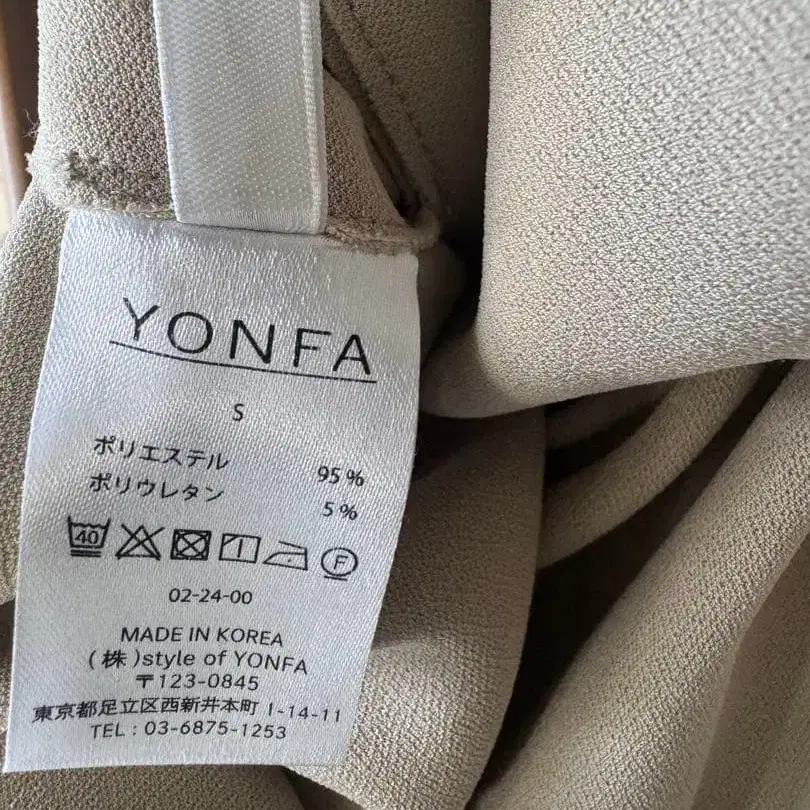 YONFA
S
ポリエステル 95%
ポリウレタン 5%
40 F
02-24-00
MADE IN KOREA
(株)style of YONFA
〒123-0845
東京都足立区西新井本町 1-14-11
TEL : 03-6875-1253